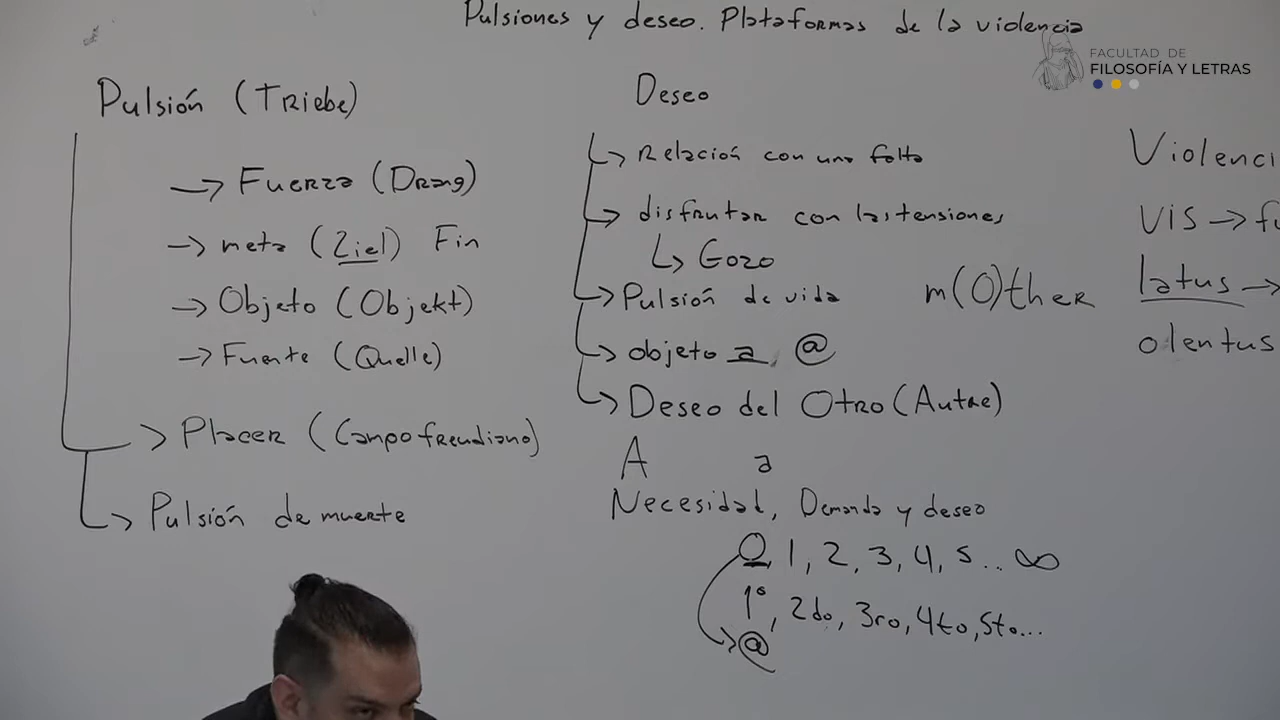 Pulsiones y deseo. Plataformas de la violencia
FACULTAD DE
FILOSOFÍA Y LETRAS
Pulsión (Triebe)
→ Fuerza (Drang)
→ meta (Ziel) Fin
→ Objeto (Objekt)
→ Fuente (Quelle)
→ Placer (Campo freudiano)
→ Pulsión de muerte
Deseo
→ Relación con una falta
→ disfrutar con las tensiones
↳ Gozo
→ Pulsión de vida
→ objeto a, @
→ Deseo del Otro (Autre)
A a
Necesidad, Demanda y deseo
0 1, 2, 3, 4, 5... ∞
1°, 2do, 3ro, 4to, 5to...
→ @
m(O)ther
Violenci
VIS → fu
latus →
olentus